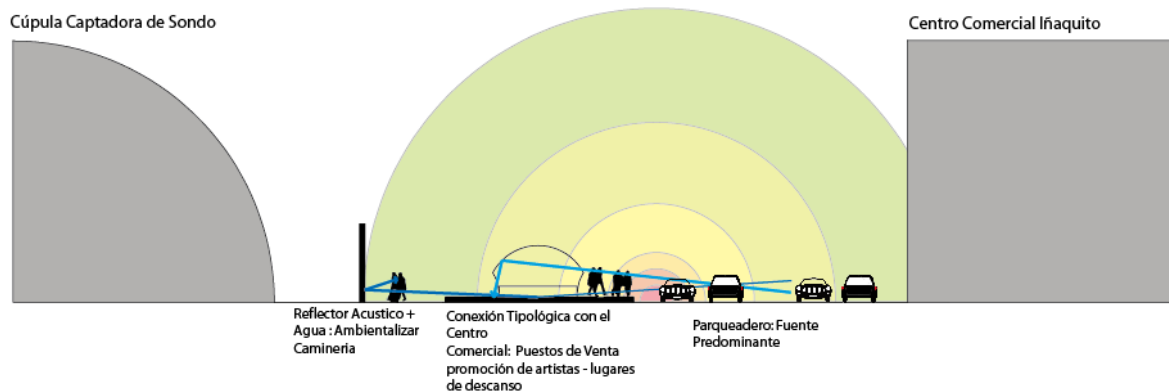 Cúpula Captadora de Sondo
Centro Comercial Iñaquito
Reflector Acustico +
Agua : Ambientalizar
Camineria
Conexión Tipológica con el
Centro
Comercial: Puestos de Venta
promoción de artistas - lugares
de descanso
Parqueadero: Fuente
Predominante